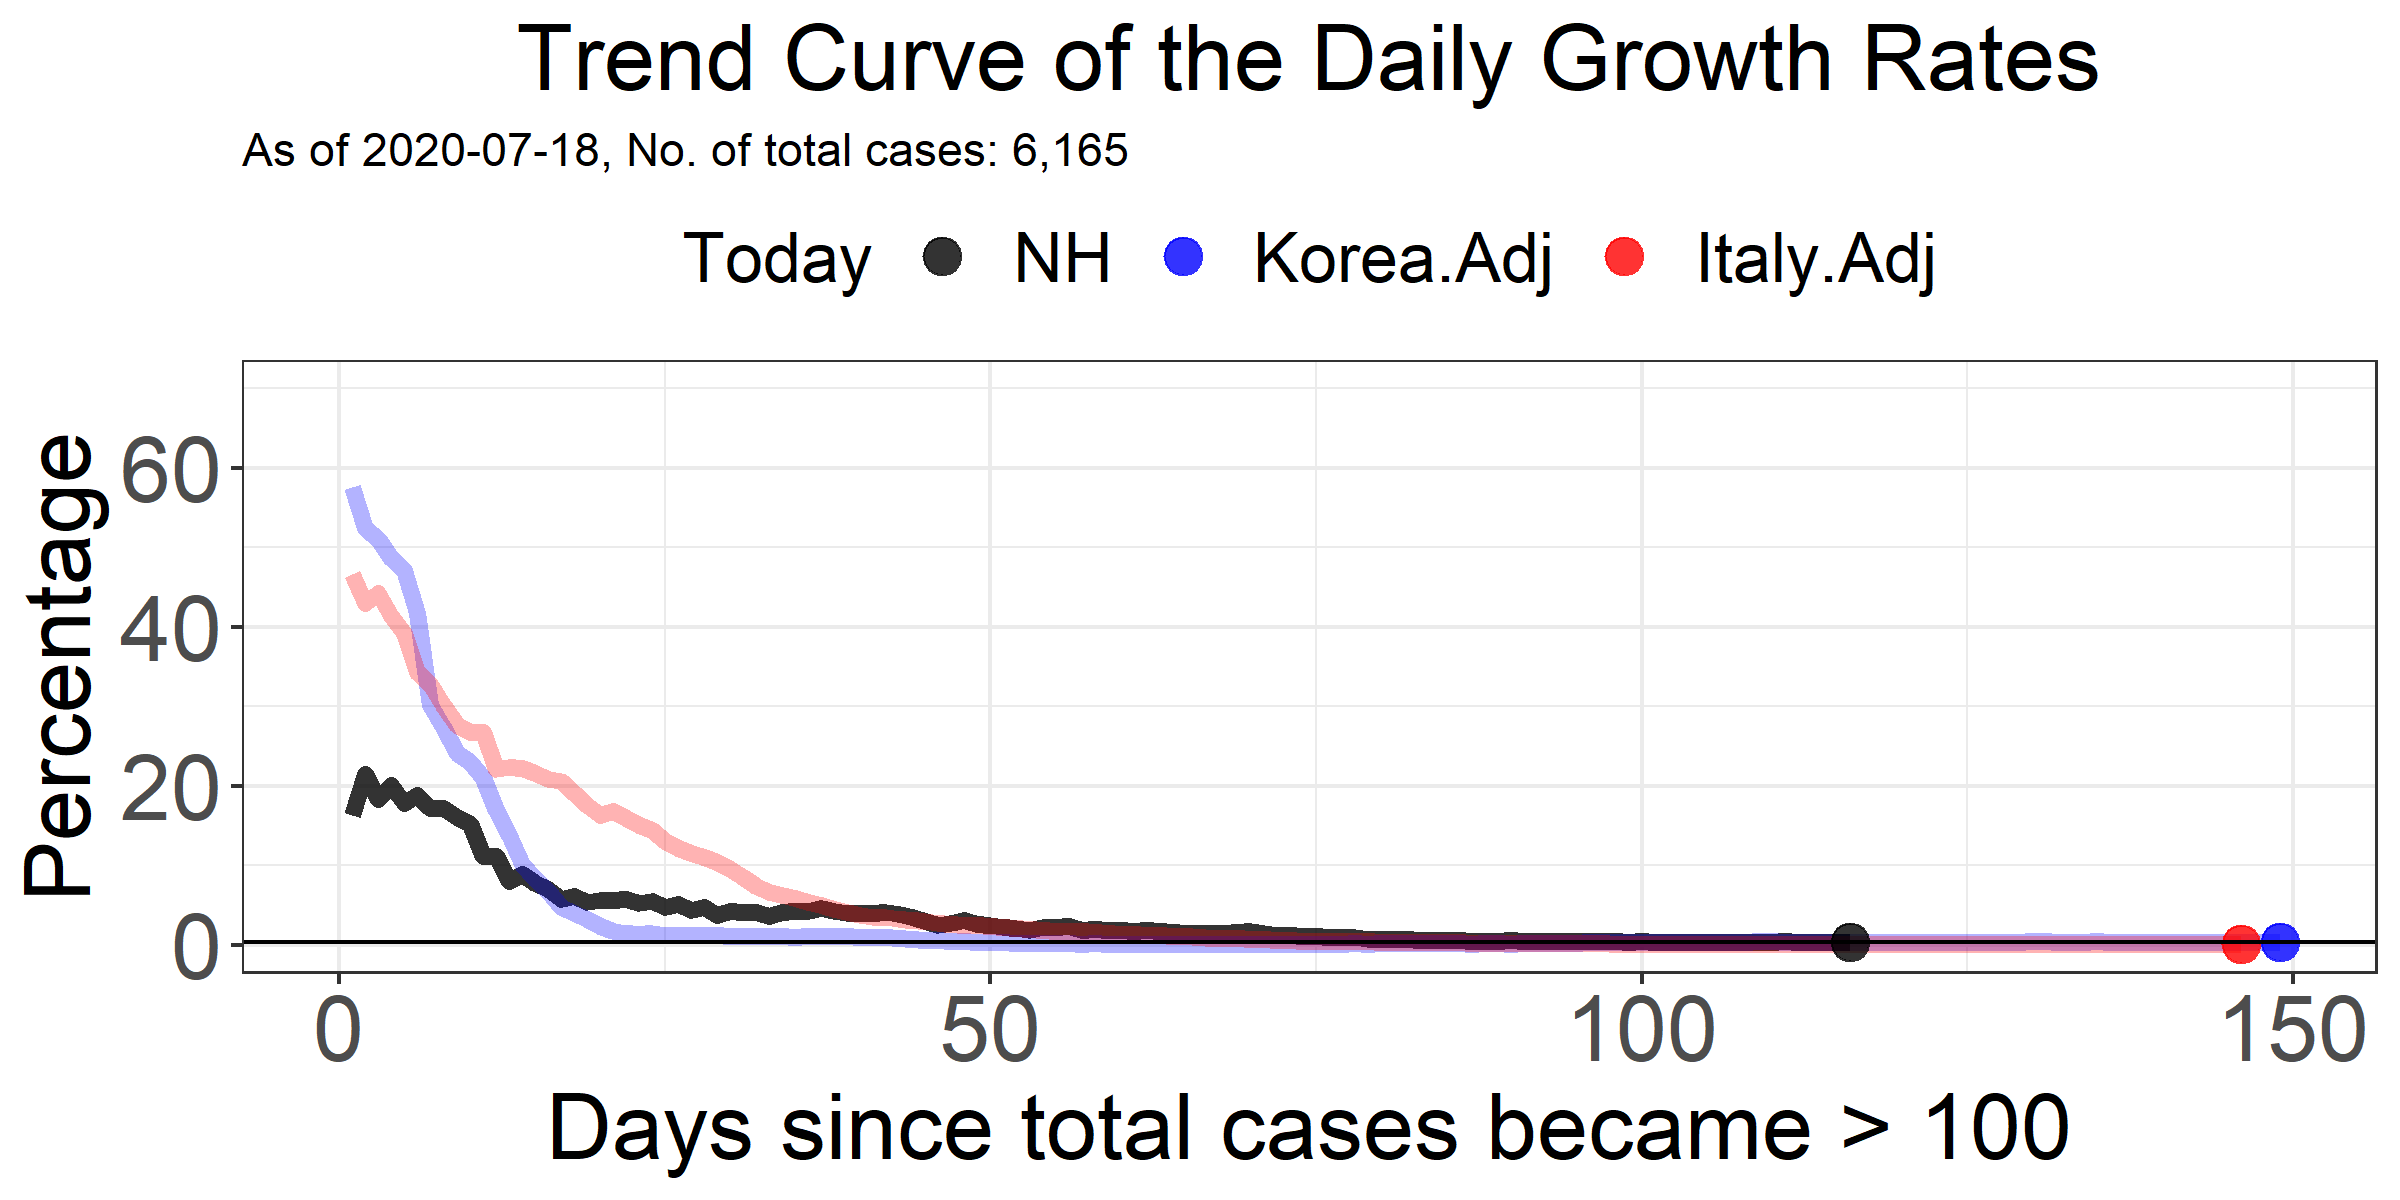 Trend Curve of the Daily Growth Rates
As of 2020-07-18, No. of total cases: 6,165
Today NH Korea.Adj Italy.Adj
Percentage
60
40
20
0
0 50 100 150
Days since total cases became > 100